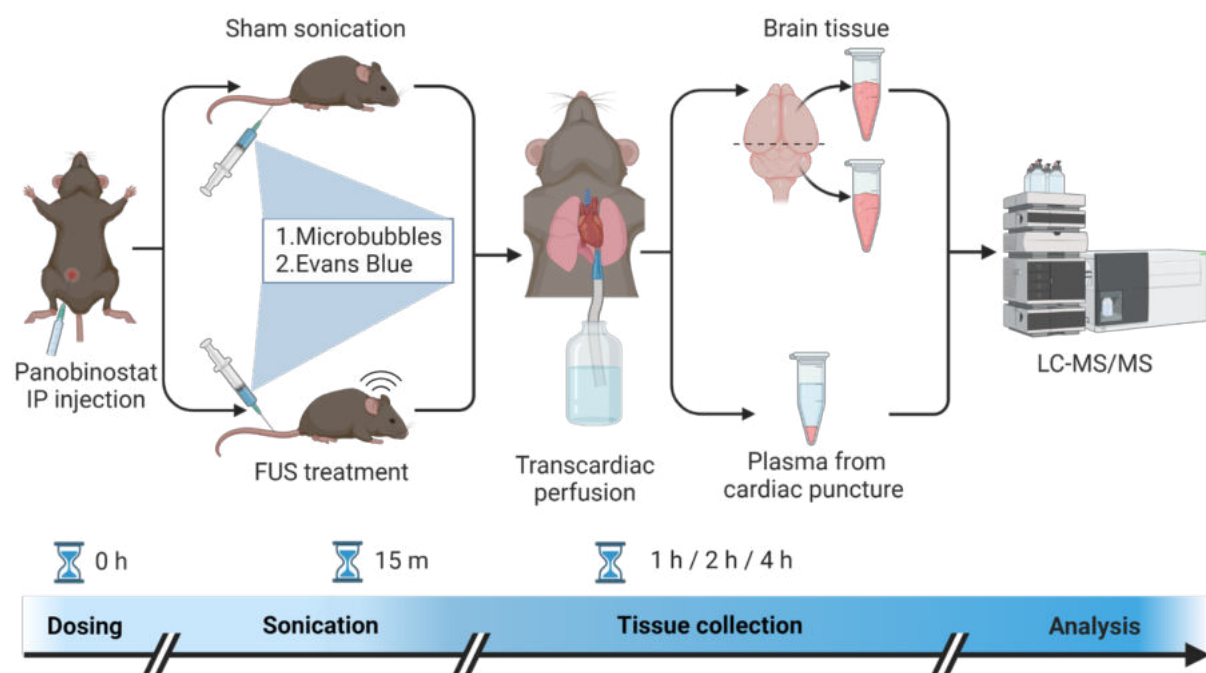 Sham sonication
Brain tissue
1.Microbubbles
2.Evans Blue
Panobinostat
IP injection
LC-MS/MS
FUS treatment
Transcardiac
perfusion
Plasma from
cardiac puncture
0 h
15 m
1 h / 2 h / 4 h
Dosing
Sonication
Tissue collection
Analysis